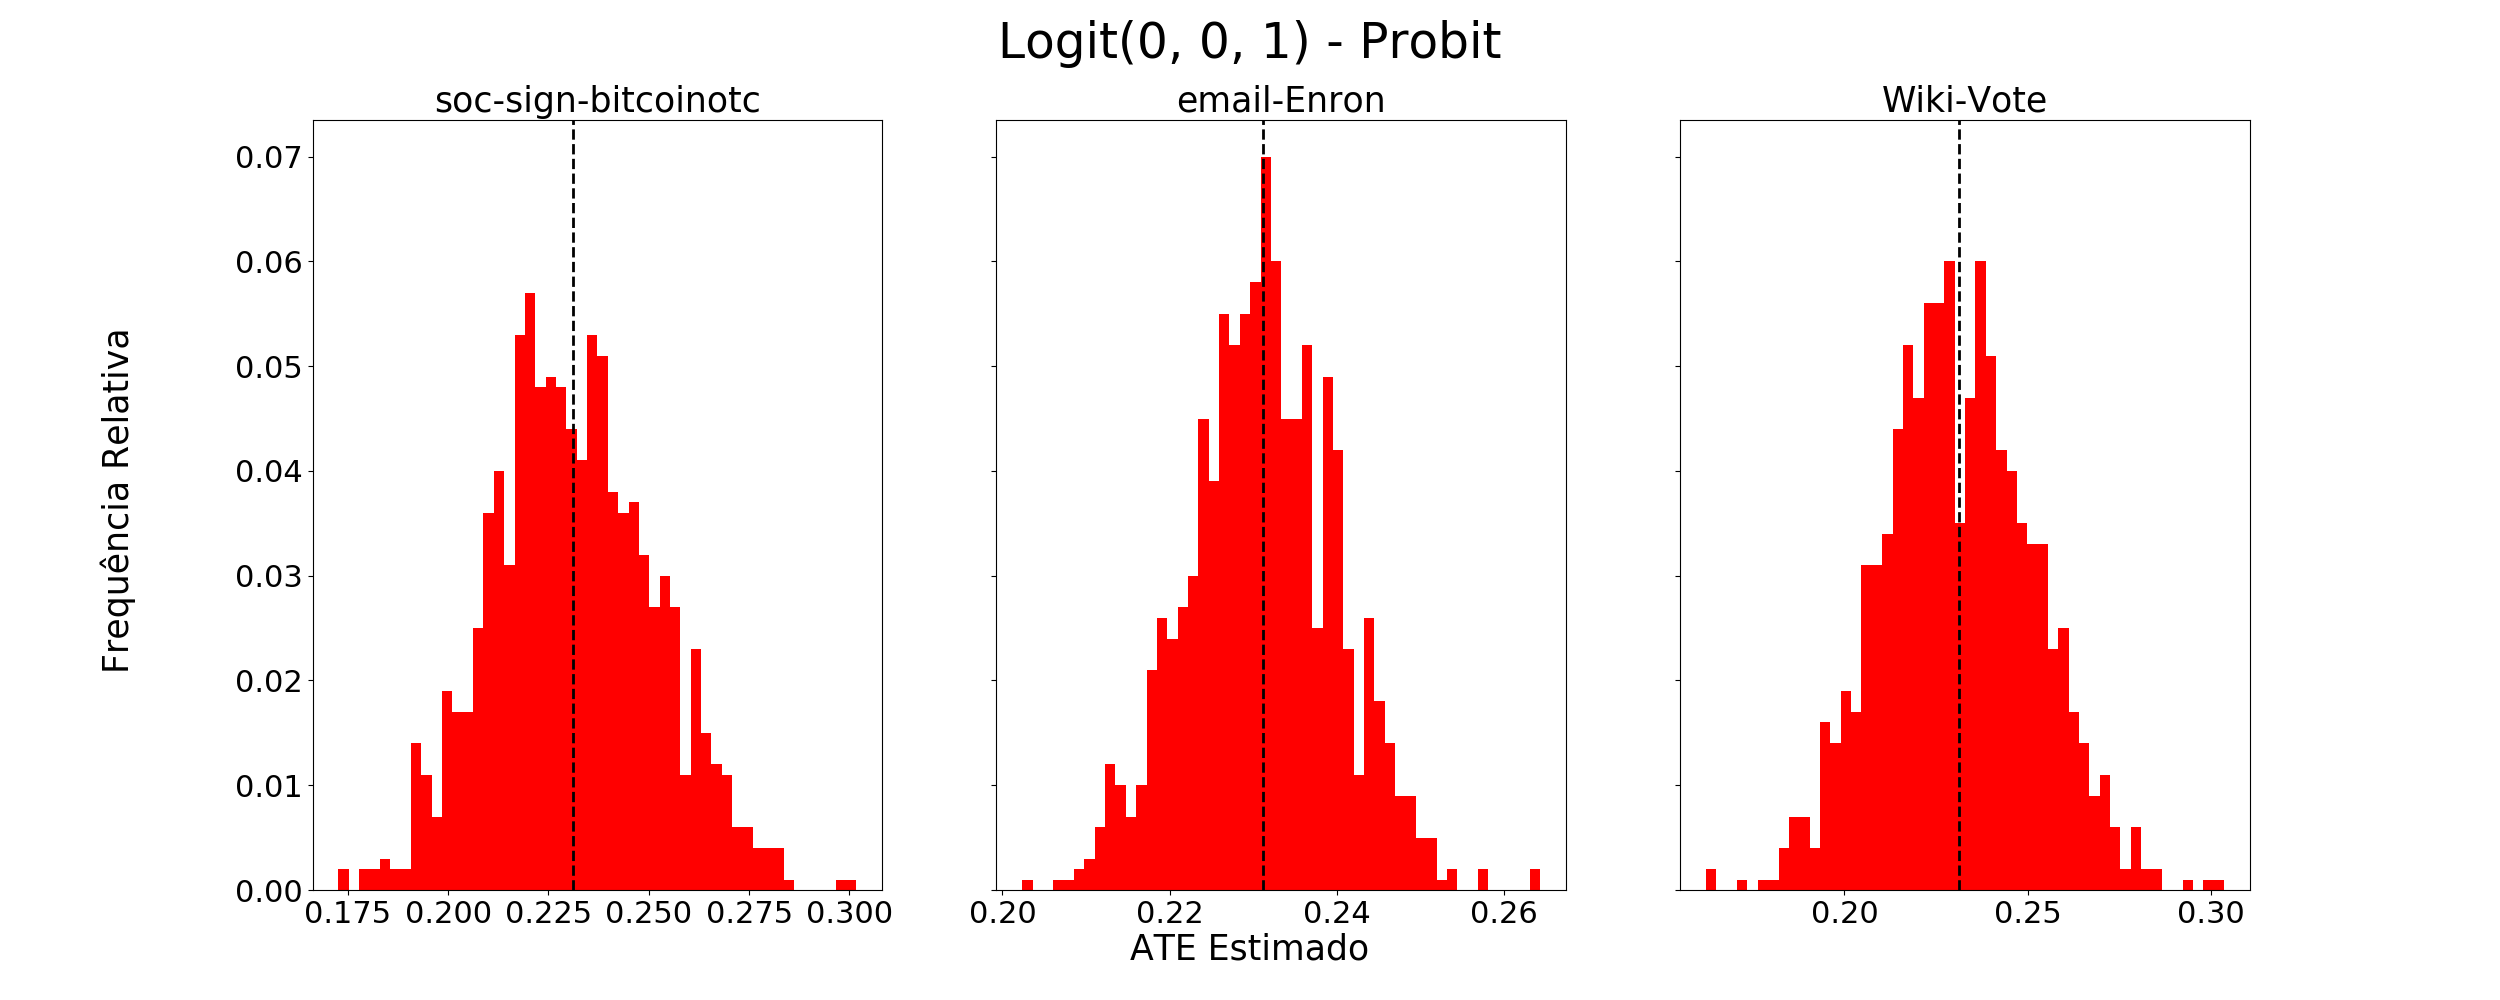 Logit(0, 0, 1) - Probit
soc-sign-bitcoinotc
email-Enron
Wiki-Vote
Frequência Relativa
0.07
0.06
0.05
0.04
0.03
0.02
0.01
0.00
0.175 0.200 0.225 0.250 0.275 0.300
0.20 0.22 0.24 0.26
0.20 0.25 0.30
ATE Estimado